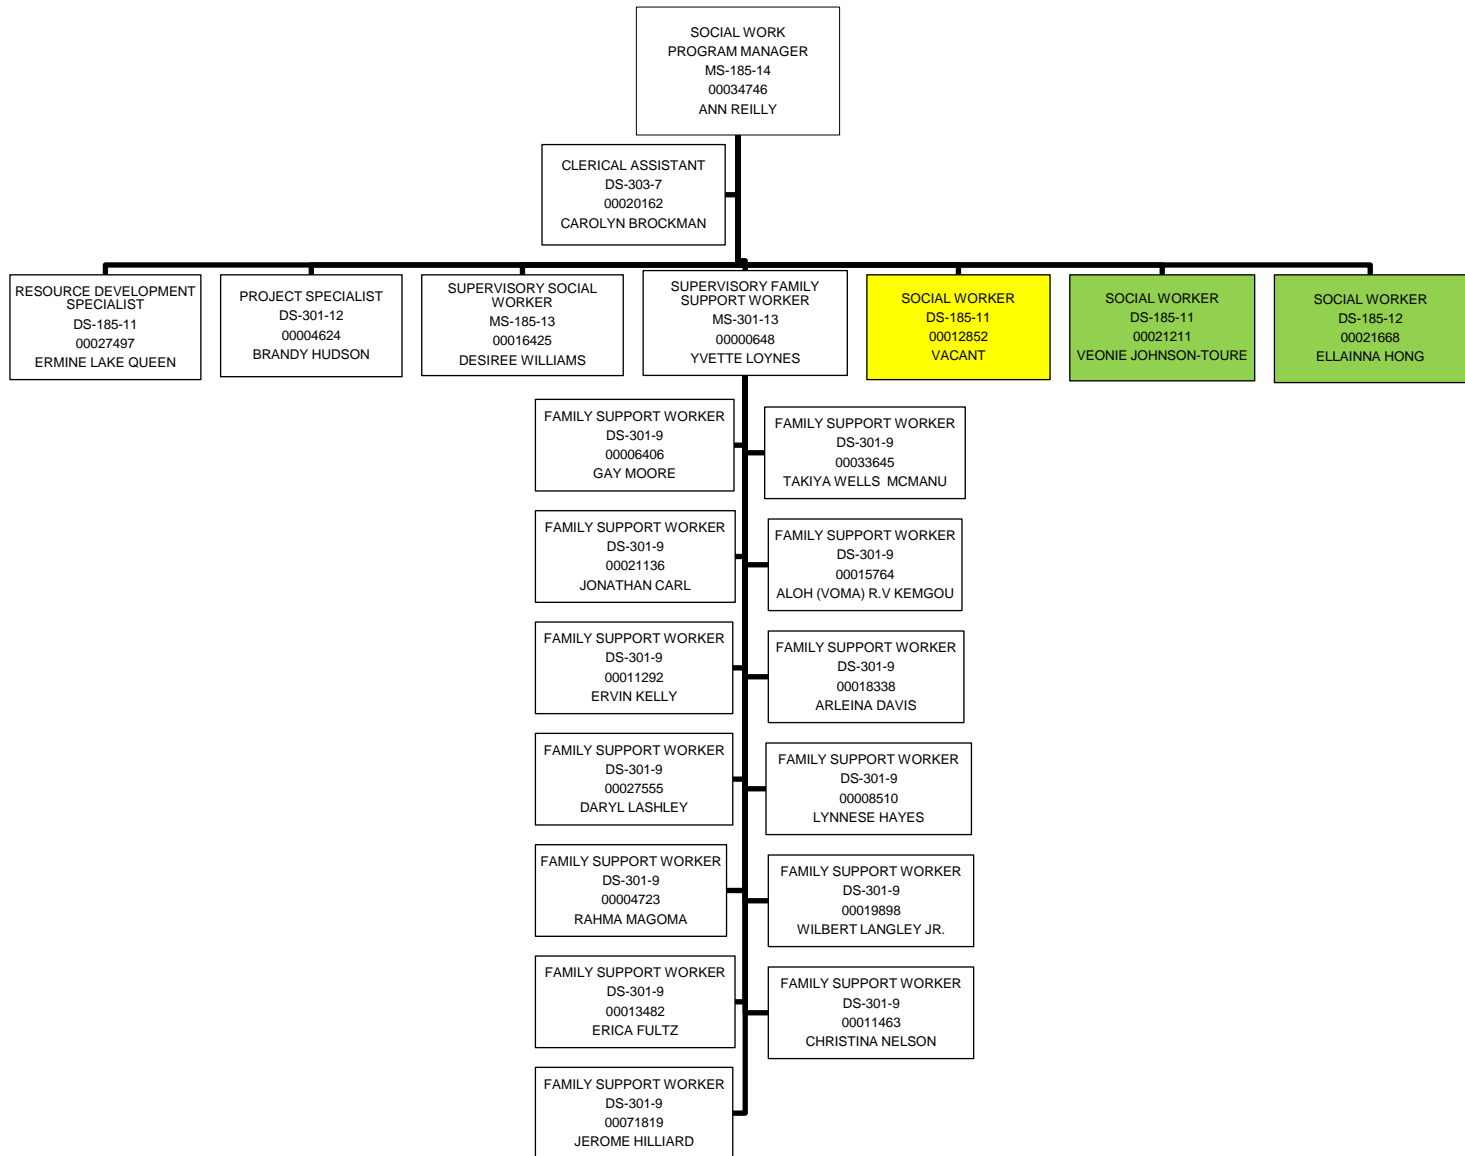 SOCIAL WORK
PROGRAM MANAGER
MS-185-14
00034746
ANN REILLY
CLERICAL ASSISTANT
DS-303-7
00020162
CAROLYN BROCKMAN
RESOURCE DEVELOPMENT
SPECIALIST
DS-185-11
00027497
ERMINE LAKE QUEEN
PROJECT SPECIALIST
DS-301-12
00004624
BRANDY HUDSON
SUPERVISORY SOCIAL
WORKER
MS-185-13
00016425
DESIREE WILLIAMS
SUPERVISORY FAMILY
SUPPORT WORKER
MS-301-13
00000648
YVETTE LOYNES
SOCIAL WORKER
DS-185-11
00012852
VACANT
SOCIAL WORKER
DS-185-11
00021211
VEONIE JOHNSON-TOURE
SOCIAL WORKER
DS-185-12
00021668
ELLAINNA HONG
FAMILY SUPPORT WORKER
DS-301-9
00006406
GAY MOORE
FAMILY SUPPORT WORKER
DS-301-9
00033645
TAKIYA WELLS  MCMANU
FAMILY SUPPORT WORKER
DS-301-9
00021136
JONATHAN CARL
FAMILY SUPPORT WORKER
DS-301-9
00015764
ALOH (VOMA) R.V KEMGOU
FAMILY SUPPORT WORKER
DS-301-9
00011292
ERVIN KELLY
FAMILY SUPPORT WORKER
DS-301-9
00018338
ARLEINA DAVIS
FAMILY SUPPORT WORKER
DS-301-9
00027555
DARYL LASHLEY
FAMILY SUPPORT WORKER
DS-301-9
00008510
LYNNESE HAYES
FAMILY SUPPORT WORKER
DS-301-9
00004723
RAHMA MAGOMA
FAMILY SUPPORT WORKER
DS-301-9
00019898
WILBERT LANGLEY JR.
FAMILY SUPPORT WORKER
DS-301-9
00013482
ERICA FULTZ
FAMILY SUPPORT WORKER
DS-301-9
00011463
CHRISTINA NELSON
FAMILY SUPPORT WORKER
DS-301-9
00071819
JEROME HILLIARD